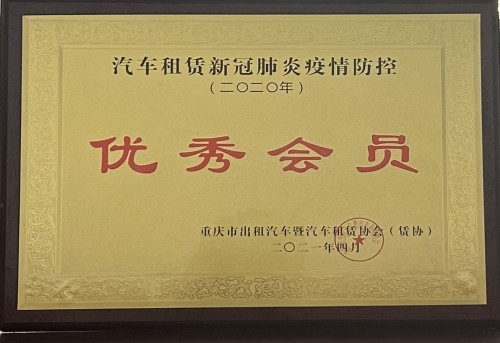 汽车租赁新冠肺炎疫情防控
(二〇二〇年)
优秀会员
重庆市出租汽车暨汽车租赁协会(赁协)
二〇二一年四月